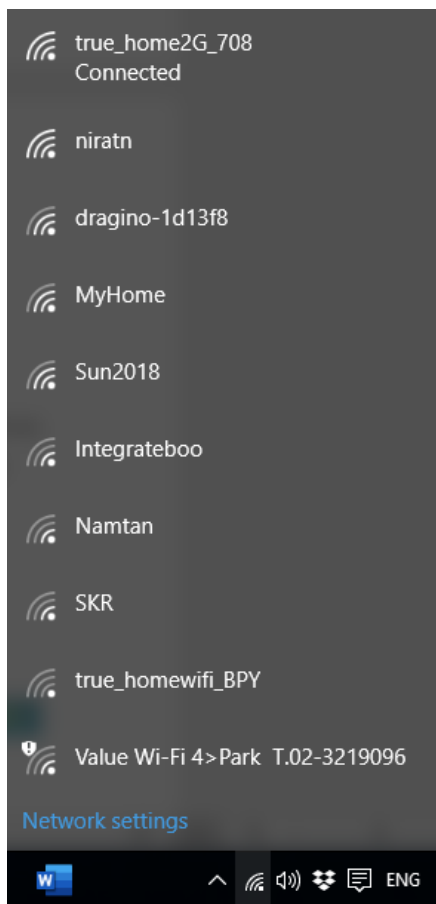 true_home2G_708
Connected
niratn
dragino-1d13f8
MyHome
Sun2018
Integrateboo
Namtan
SKR
true_homewifi_BPY
Value Wi-Fi 4>Park  T.02-3219096
Network settings
W
ENG